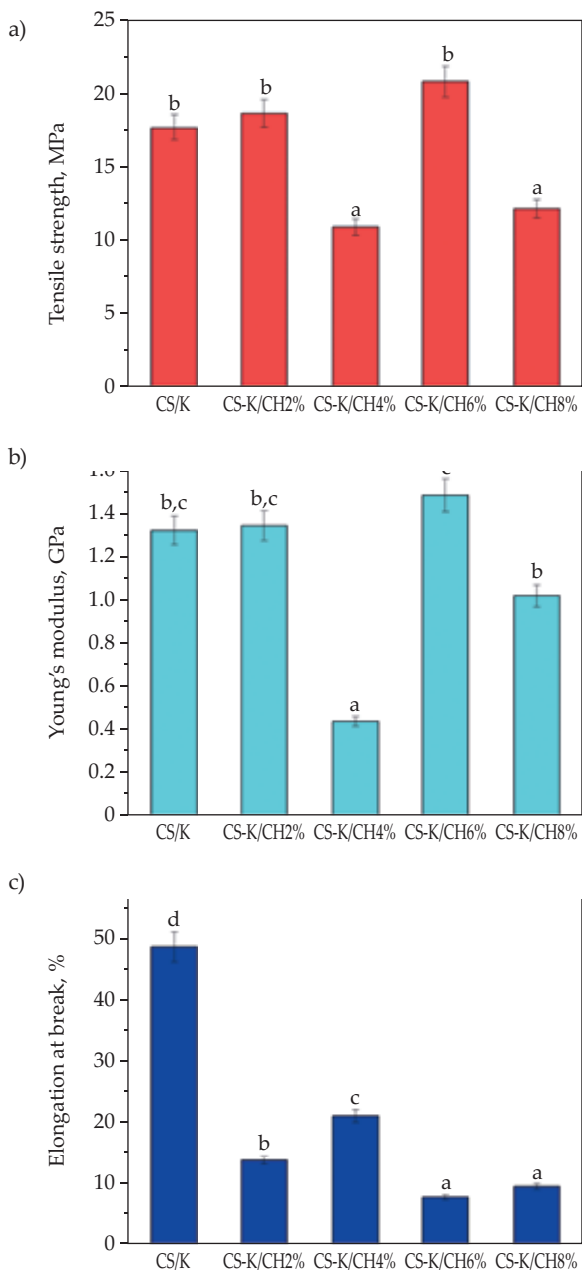 a)
Tensile strength, MPa
25
20
15
10
5
0
b
b
a
b
a
CS/K
CS-K/CH2%
CS-K/CH4%
CS-K/CH6%
CS-K/CH8%
b)
Young's modulus, GPa
1.4
1.2
1.0
0.8
0.6
0.4
0.2
0
b,c
b,c
a
b
CS/K
CS-K/CH2%
CS-K/CH4%
CS-K/CH6%
CS-K/CH8%
c)
Elongation at break, %
50
40
30
20
10
0
d
b
c
a
a
CS/K
CS-K/CH2%
CS-K/CH4%
CS-K/CH6%
CS-K/CH8%